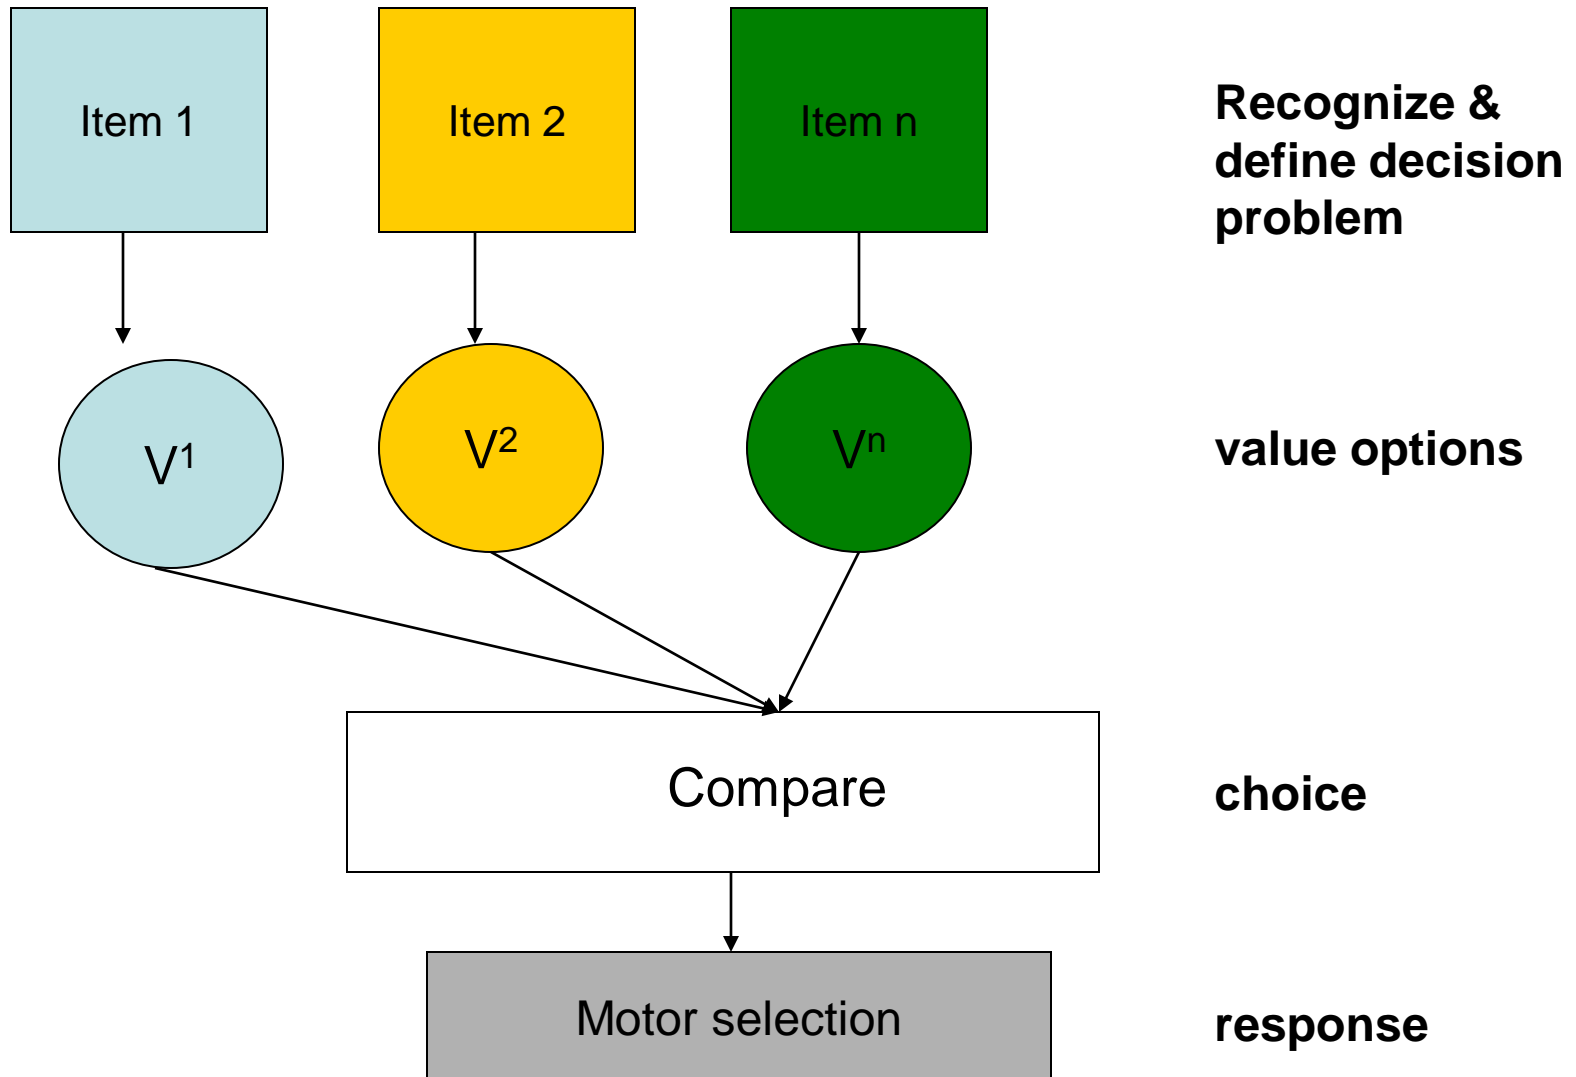 Item 1
Item 2
Item n
Recognize &
define decision
problem
V¹
V²
Vⁿ
value options
Compare
choice
Motor selection
response